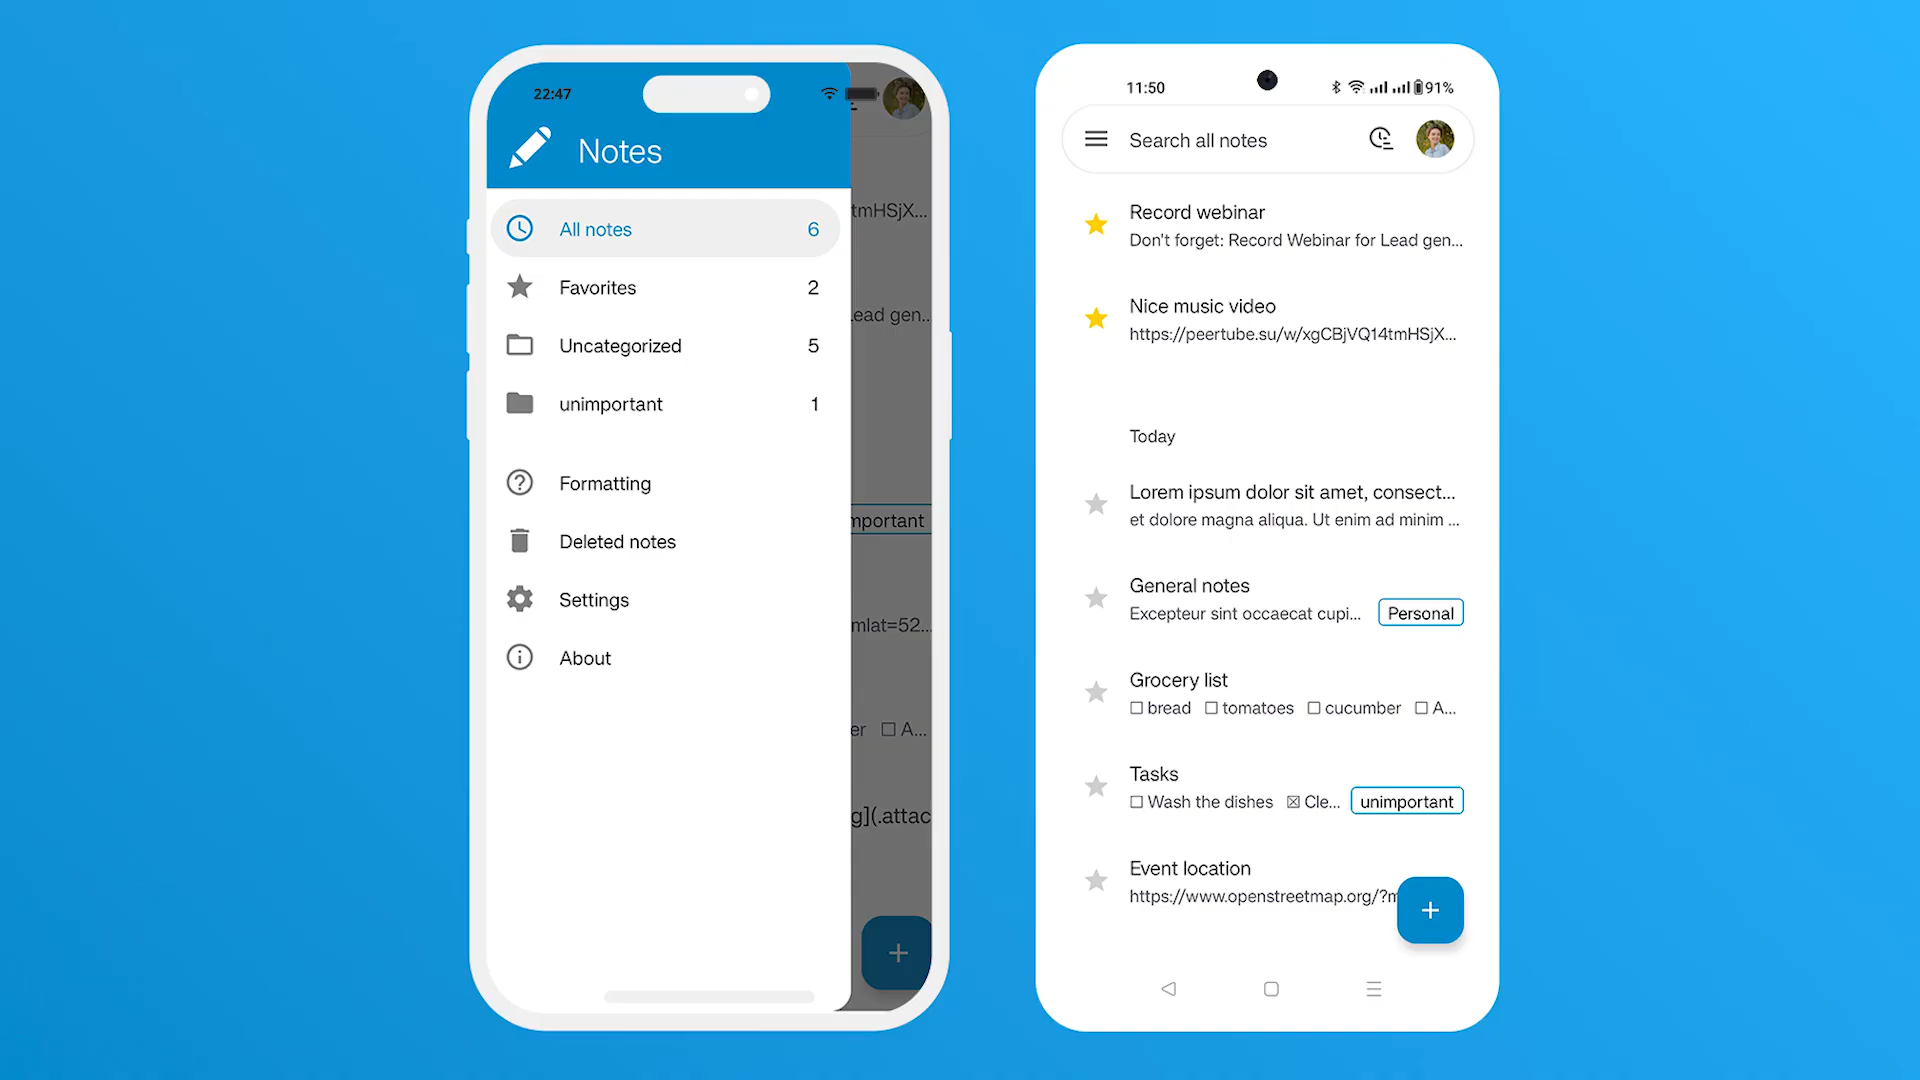 22:47
Notes
All notes 6
Favorites 2
Uncategorized 5
unimportant 1
Formatting
Deleted notes
Settings
About
tmHSjX...
Lead gen...
mportant
mlat=52...
er ☐ A...
g](.attac
+
11:50 91%
Search all notes
Record webinar
Don't forget: Record Webinar for Lead gen...
Nice music video
https://peertube.su/w/xgCBjVQ14tmHSjX...
Today
Lorem ipsum dolor sit amet, consect...
et dolore magna aliqua. Ut enim ad minim ...
General notes
Excepteur sint occaecat cupi... Personal
Grocery list
☐ bread ☐ tomatoes ☐ cucumber ☐ A...
Tasks
☐ Wash the dishes ☒ Cle... unimportant
Event location
https://www.openstreetmap.org/?m
+